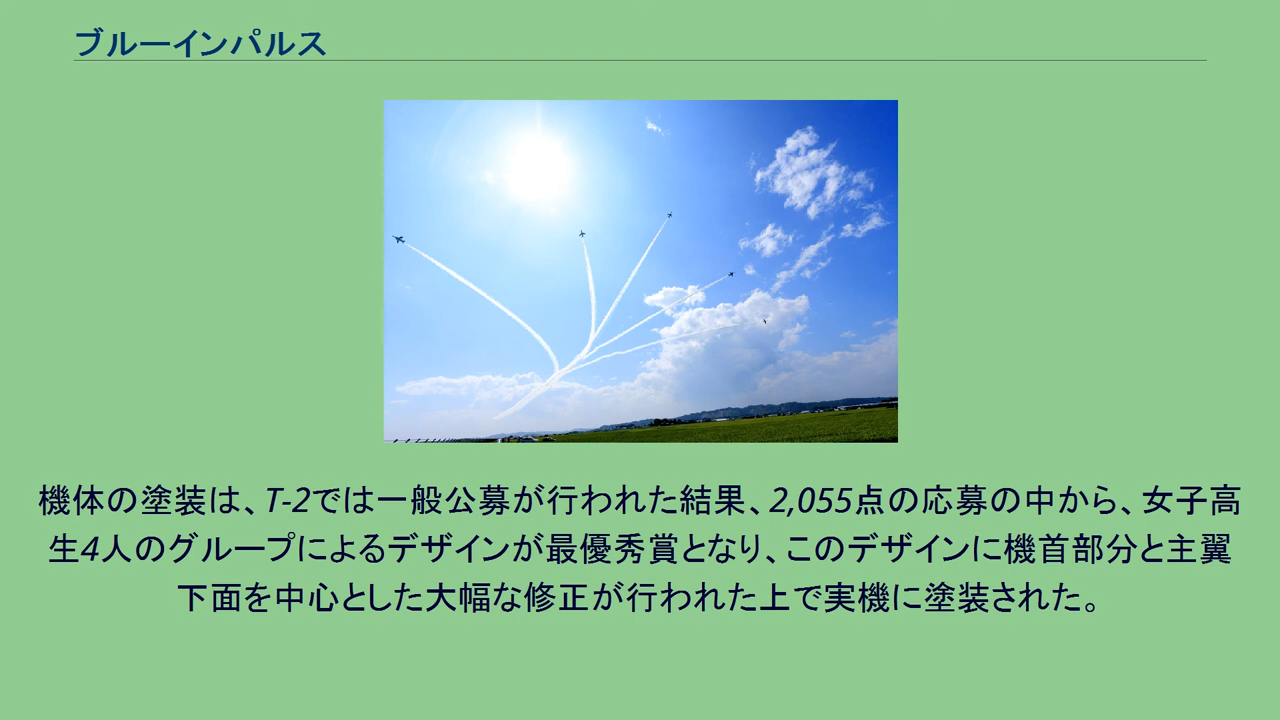 ブルーインパルス
機体の塗装は、T-2では一般公募が行われた結果、2,055点の応募の中から、女子高
生4人のグループによるデザインが最優秀賞となり、このデザインに機首部分と主翼
下面を中心とした大幅な修正が行われた上で実機に塗装された。